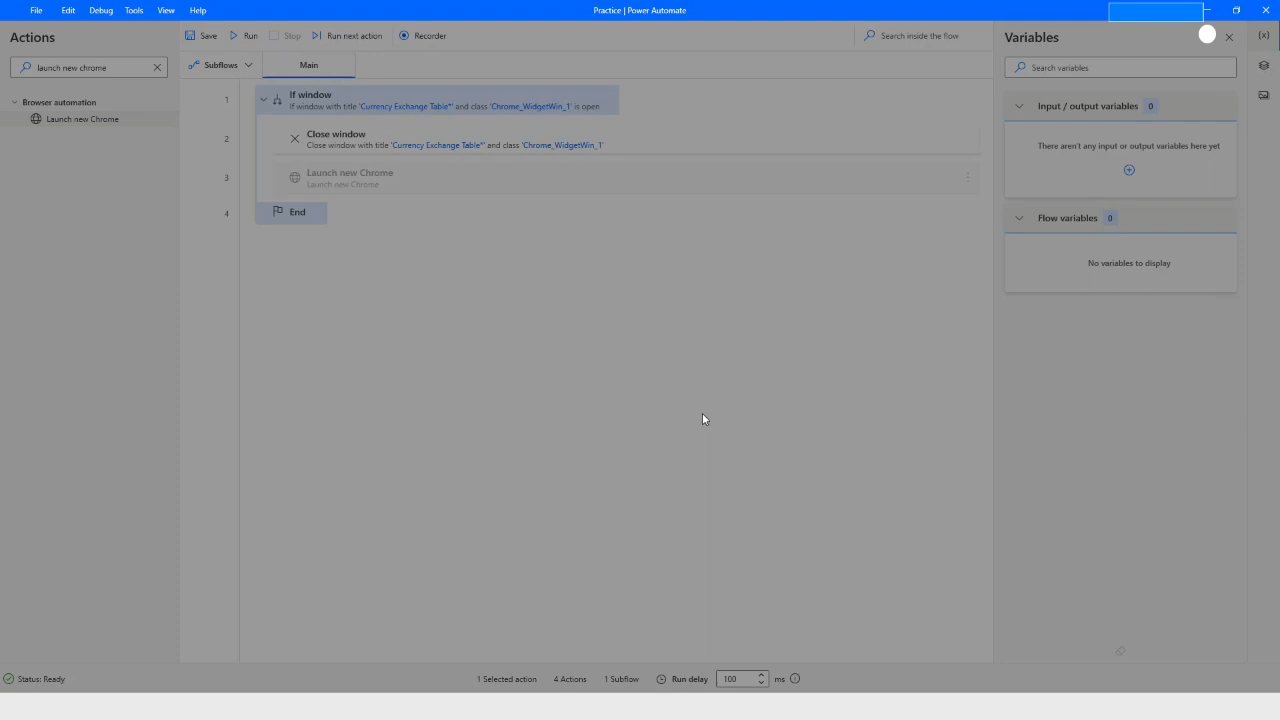 File Edit Debug Tools View Help
Practice | Power Automate
Actions
launch new chrome
Browser automation
Launch new Chrome
Save Run Stop Run next action Recorder
Search inside the flow
Subflows
Main
1 If window
If window with title 'Currency Exchange Table*' and class 'Chrome_WidgetWin_1' is open
2 Close window
Close window with title 'Currency Exchange Table*' and class 'Chrome_WidgetWin_1'
3 Launch new Chrome
Launch new Chrome
4 End
Variables
{x}
Search variables
Input / output variables 0
There aren't any input or output variables here yet
Flow variables 0
No variables to display
Status: Ready
1 Selected action 4 Actions 1 Subflow Run delay 100 ms